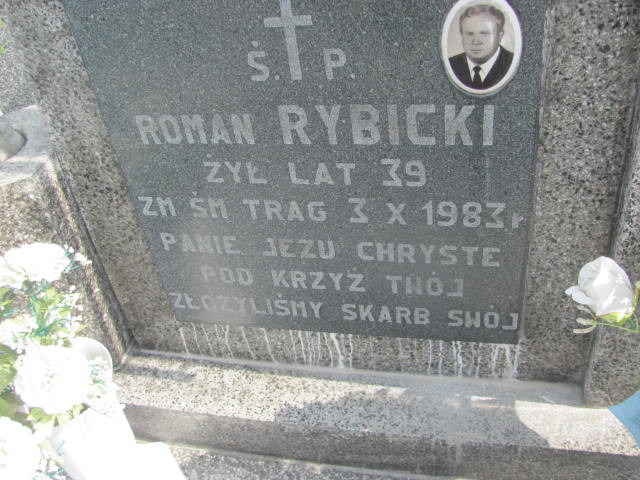 Ś. P.
ROMAN RYBICKI
ŻYŁ LAT 39
ZM ŚM TRAG 3 X 1983 r
PANIE JEZU CHRYSTE
POD KRZYŻ TWÓJ
ZŁOŻYLIŚMY SKARB SWÓJ